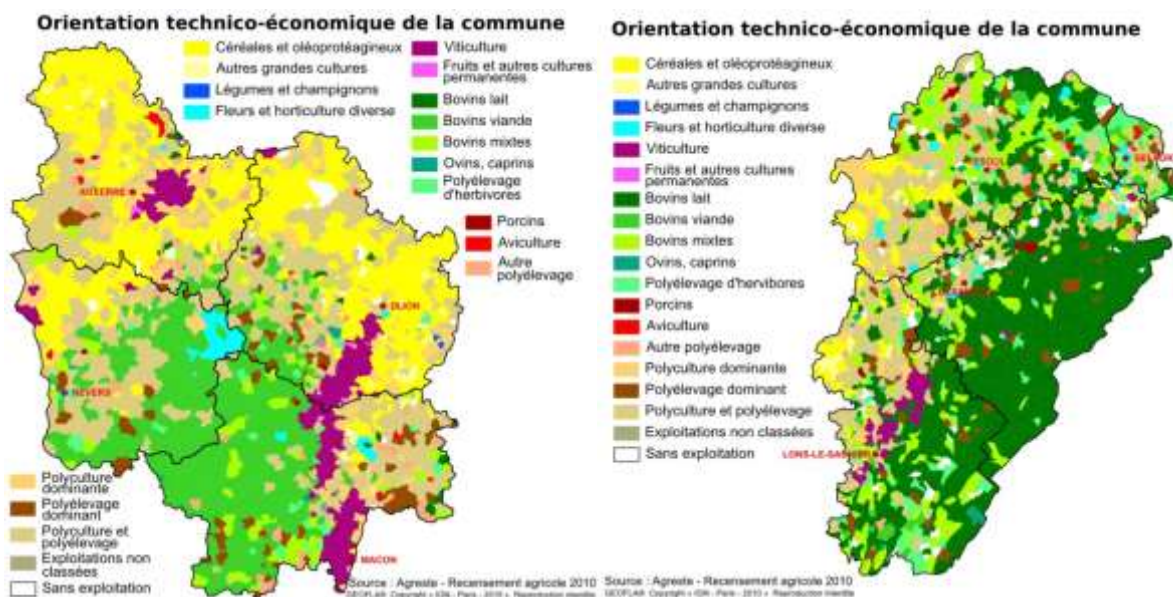 Orientation technico-économique de la commune
Céréales et oléoprotéagineux
Autres grandes cultures
Légumes et champignons
Fleurs et horticulture diverse
Viticulture
Fruits et autres cultures
permanentes
Bovins lait
Bovins viande
Bovins mixtes
Ovins, caprins
Polyélevage
d'herbivores
Porcins
Aviculture
Autre
polyélevage
AUXERRE
DIJON
NEVERS
MACON
Polyculture
dominante
Polyélevage
dominant
Polyculture et
polyélevage
Exploitations non
classées
Sans exploitation
Source : Agreste - Recensement agricole 2010
Orientation technico-économique de la commune
Céréales et oléoprotéagineux
Autres grandes cultures
Légumes et champignons
Fleurs et horticulture diverse
Viticulture
Fruits et autres cultures
permanentes
Bovins lait
Bovins viande
Bovins mixtes
Ovins, caprins
Polyélevage d'hervibores
Porcins
Aviculture
Autre polyélevage
Polyculture dominante
Polyélevage dominant
Polyculture et polyélevage
Exploitations non classées
Sans exploitation
VESOUL
BELFORT
LONS-LE-SAUNIER
Source : Agreste - Recensement agricole 2010